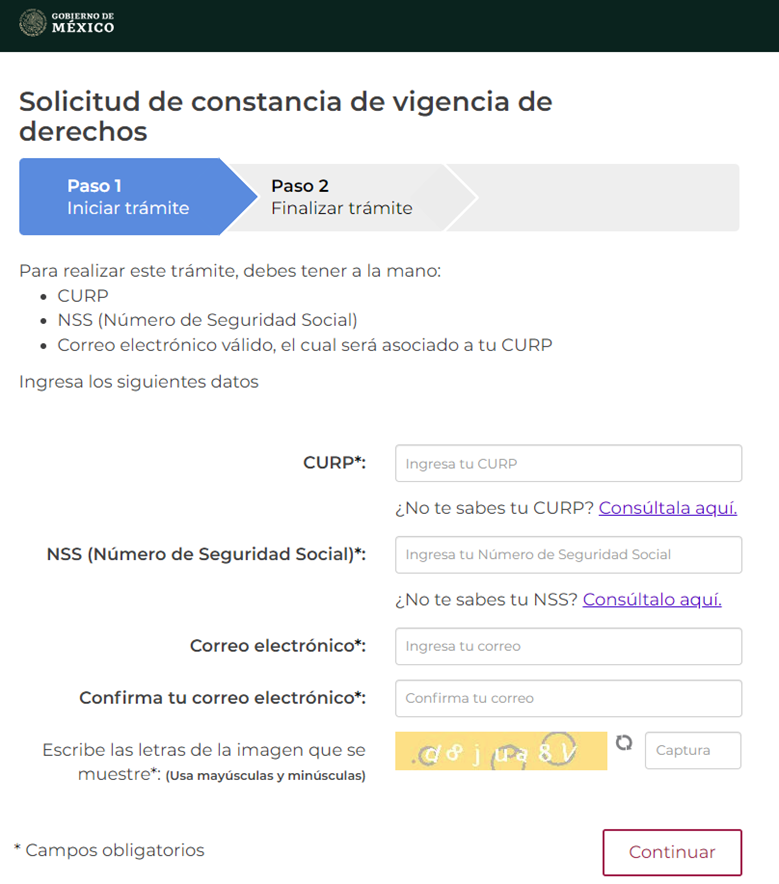 GOBIERNO DE
MÉXICO
Solicitud de constancia de vigencia de
derechos
Paso 1
Iniciar trámite
Paso 2
Finalizar trámite
Para realizar este trámite, debes tener a la mano:
• CURP
• NSS (Número de Seguridad Social)
• Correo electrónico válido, el cual será asociado a tu CURP
Ingresa los siguientes datos
CURP*:
Ingresa tu CURP
¿No te sabes tu CURP? Consúltala aquí.
NSS (Número de Seguridad Social)*:
Ingresa tu Número de Seguridad Social
¿No te sabes tu NSS? Consúltalo aquí.
Correo electrónico*:
Ingresa tu correo
Confirma tu correo electrónico*:
Confirma tu correo
Escribe las letras de la imagen que se
muestre*: (Usa mayúsculas y minúsculas)
Captura
* Campos obligatorios
Continuar